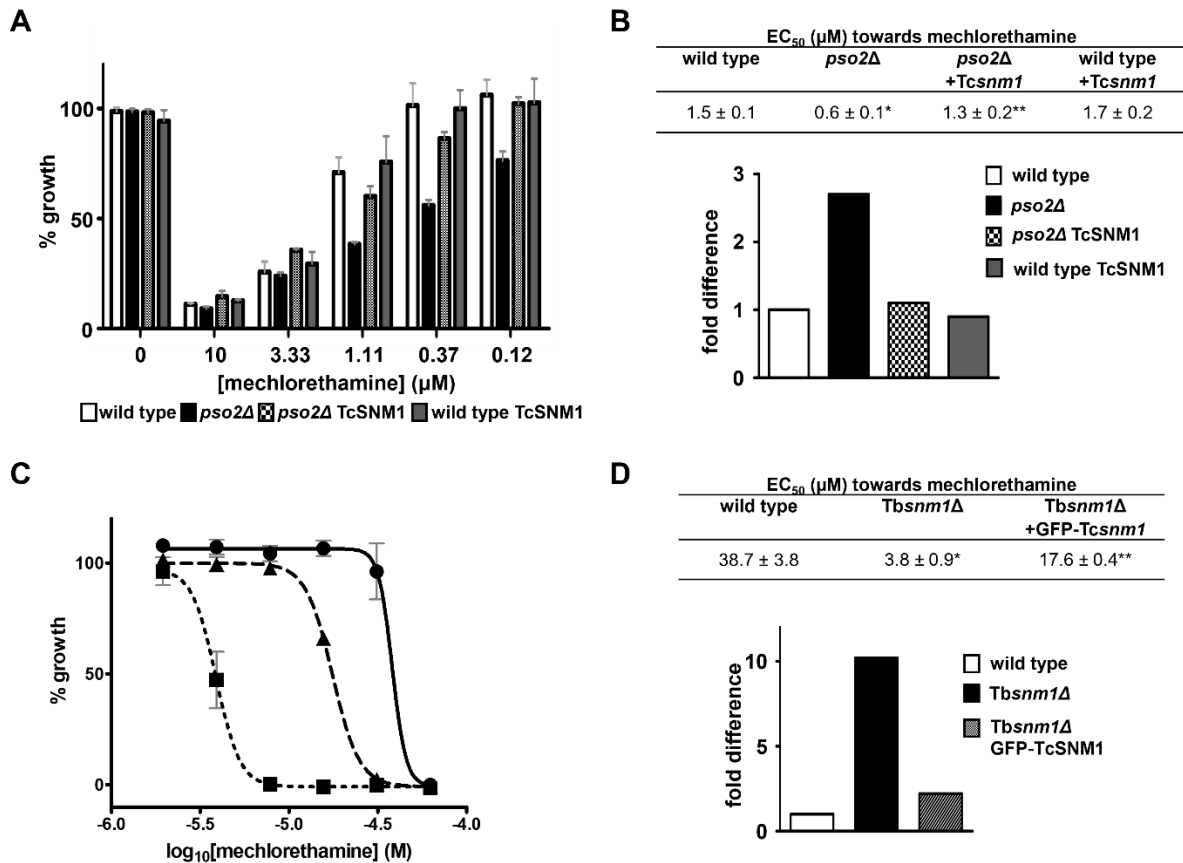 A
% growth
100
50
0
0 10 3.33 1.11 0.37 0.12
[mechlorethamine] (µM)
wild type pso2Δ pso2Δ TcSNM1 wild type TcSNM1
B
EC50 (µM) towards mechlorethamine
wild type pso2Δ pso2Δ wild type
+Tcsnm1 +Tcsnm1
1.5 ± 0.1 0.6 ± 0.1* 1.3 ± 0.2** 1.7 ± 0.2
fold difference
3
2
1
0
wild type
pso2Δ
pso2Δ TcSNM1
wild type TcSNM1
C
% growth
100
50
0
-6.0 -5.5 -5.0 -4.5 -4.0
log10[mechlorethamine] (M)
D
EC50 (µM) towards mechlorethamine
wild type Tbsnm1Δ Tbsnm1Δ
+GFP-Tcsnm1
38.7 ± 3.8 3.8 ± 0.9* 17.6 ± 0.4**
fold difference
10
5
0
wild type
Tbsnm1Δ
Tbsnm1Δ
GFP-TcSNM1